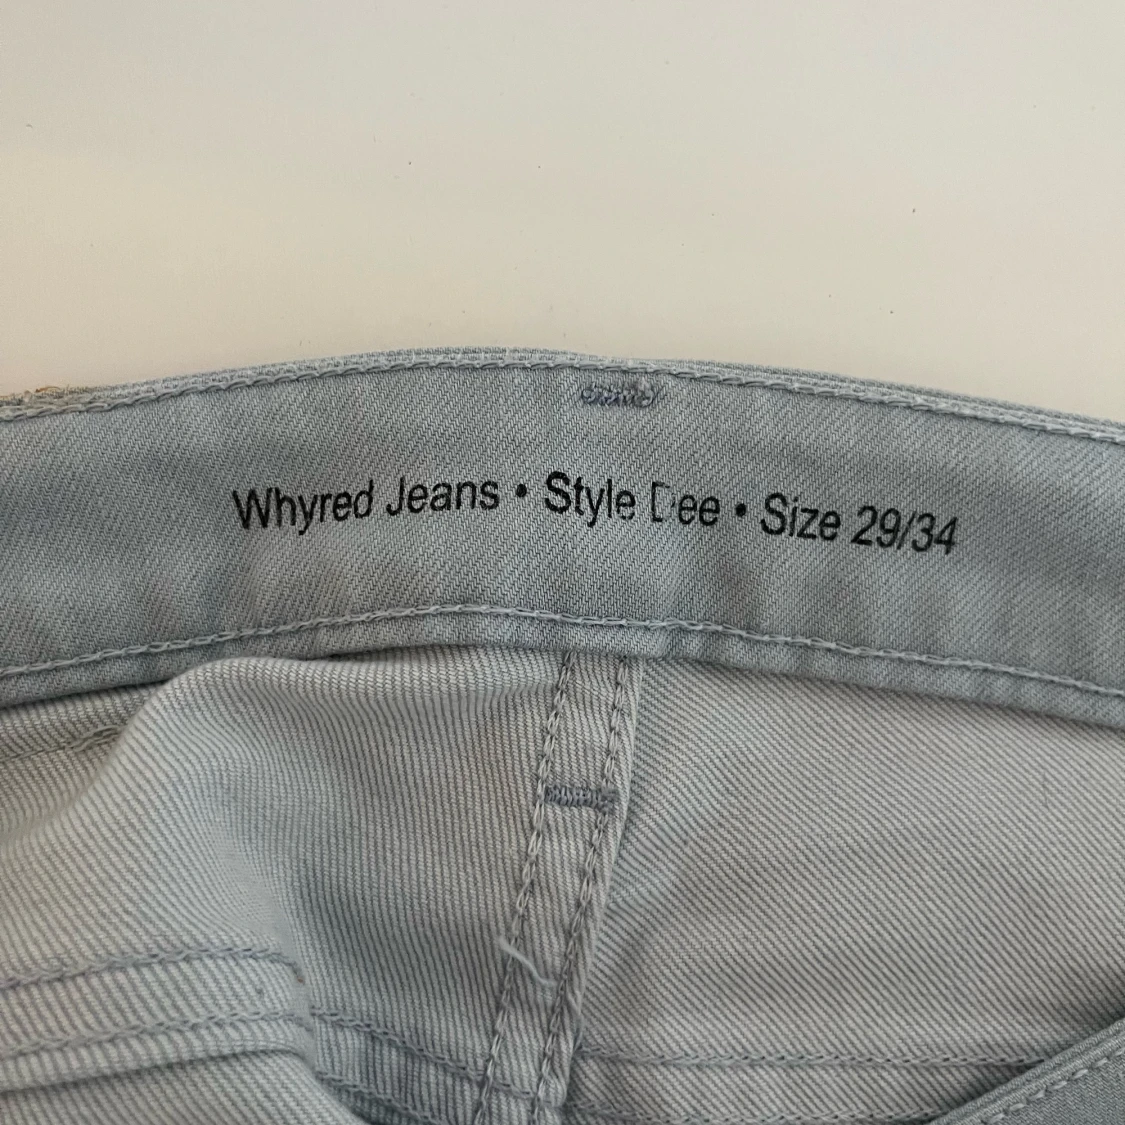 Whyred Jeans • Style Dee • Size 29/34